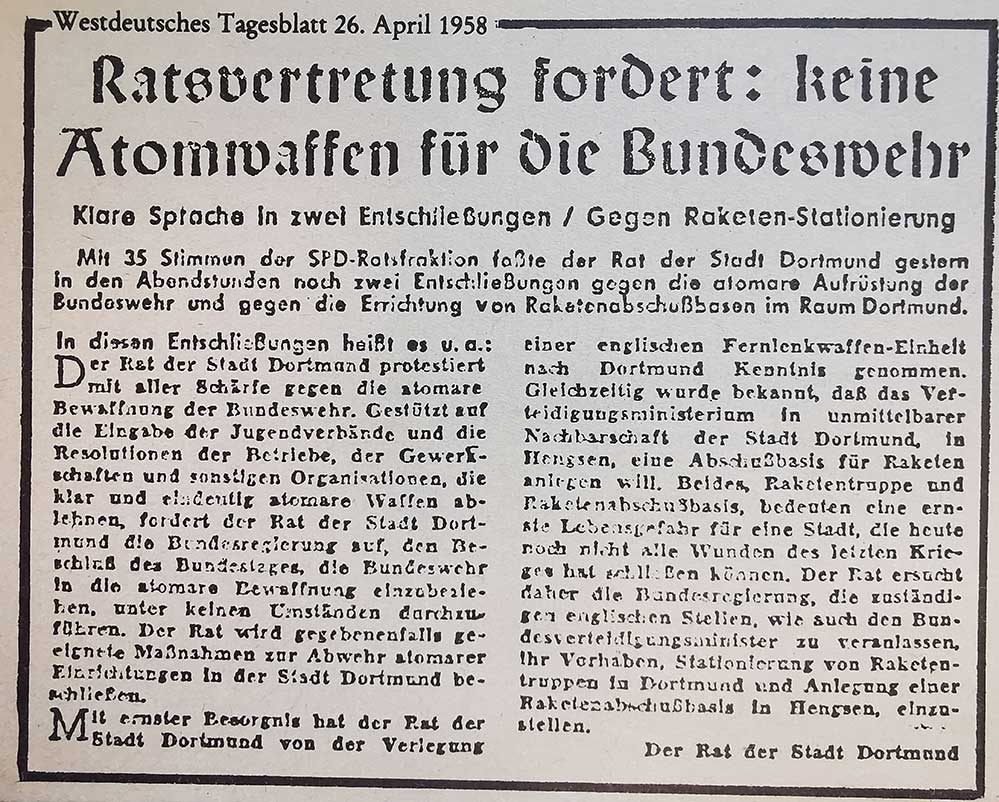 Westdeutsches Tagesblatt 26. April 1958
Ratsvertretung fordert: keine
Atomwaffen für die Bundeswehr
Klare Sprache in zwei Entschließungen / Gegen Raketen-Stationierung
Mit 35 Stimmen der SPD-Ratsfraktion faßte der Rat der Stadt Dortmund gestern
in den Abendstunden noch zwei Entschließungen gegen die atomare Aufrüstung der
Bundeswehr und gegen die Errichtung von Raketenabschußbasen im Raum Dortmund.
In diesen Entschließungen heißt es u. a.:
Der Rat der Stadt Dortmund protestiert
mit aller Schärfe gegen die atomare
Bewaffnung der Bundeswehr. Gestützt auf
die Eingabe der Jugendverbände und die
Resolutionen der Betriebe, der Gewerk-
schaften und sonstigen Organisationen, die
klar und eindeutig atomare Waffen ab-
lehnen, fordert der Rat der Stadt Dort-
mund die Bundesregierung auf, den Be-
schluß des Bundestages, die Bundeswehr
in die atomare Bewaffnung einzubezie-
hen, unter keinen Umständen durchzu-
führen. Der Rat wird gegebenenfalls ge-
eignete Maßnahmen zur Abwehr atomarer
Einrichtungen in der Stadt Dortmund be-
schließen.
Mit ernster Besorgnis hat der Rat der
Stadt Dortmund von der Verlegung
einer englischen Fernlenkwaffen-Einheit
nach Dortmund Kenntnis genommen.
Gleichzeitig wurde bekannt, daß das Ver-
teidigungsministerium in unmittelbarer
Nachbarschaft der Stadt Dortmund, in
Hengsen, eine Abschußbasis für Raketen
anlegen will. Beides, Raketentruppe und
Raketenabschußbasis, bedeuten eine ern-
ste Lebensgefahr für eine Stadt, die heute
noch nicht alle Wunden des letzten Krie-
ges hat schließen können. Der Rat ersucht
daher die Bundesregierung, die zuständi-
gen englischen Stellen, wie auch den Bun-
desverteidigungsminister zu veranlassen,
ihr Vorhaben, Stationierung von Raketen-
truppen in Dortmund und Anlegung einer
Raketenabschußbasis in Hengsen, einzu-
stellen.
Der Rat der Stadt Dortmund